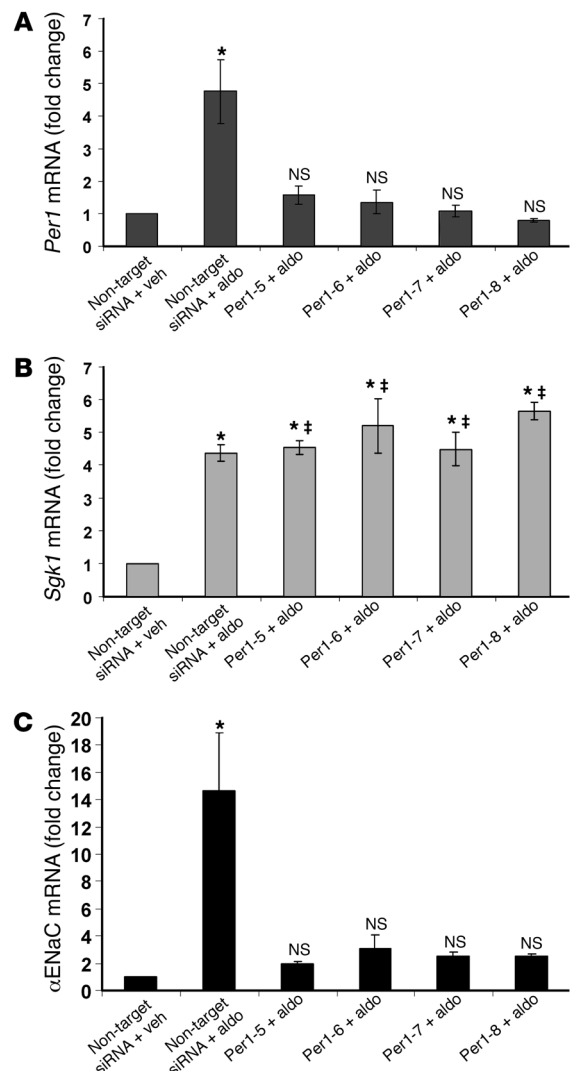 A
Per1 mRNA (fold change)
7
6
5
4
3
2
1
0
*
NS
NS
NS
NS
Non-target
siRNA + veh
Non-target
siRNA + aldo
Per1-5 + aldo
Per1-6 + aldo
Per1-7 + aldo
Per1-8 + aldo
B
Sgk1 mRNA (fold change)
7
6
5
4
3
2
1
0
*
* ‡
* ‡
* ‡
* ‡
Non-target
siRNA + veh
Non-target
siRNA + aldo
Per1-5 + aldo
Per1-6 + aldo
Per1-7 + aldo
Per1-8 + aldo
C
αENaC mRNA (fold change)
20
18
16
14
12
10
8
6
4
2
0
*
NS
NS
NS
NS
Non-target
siRNA + veh
Non-target
siRNA + aldo
Per1-5 + aldo
Per1-6 + aldo
Per1-7 + aldo
Per1-8 + aldo